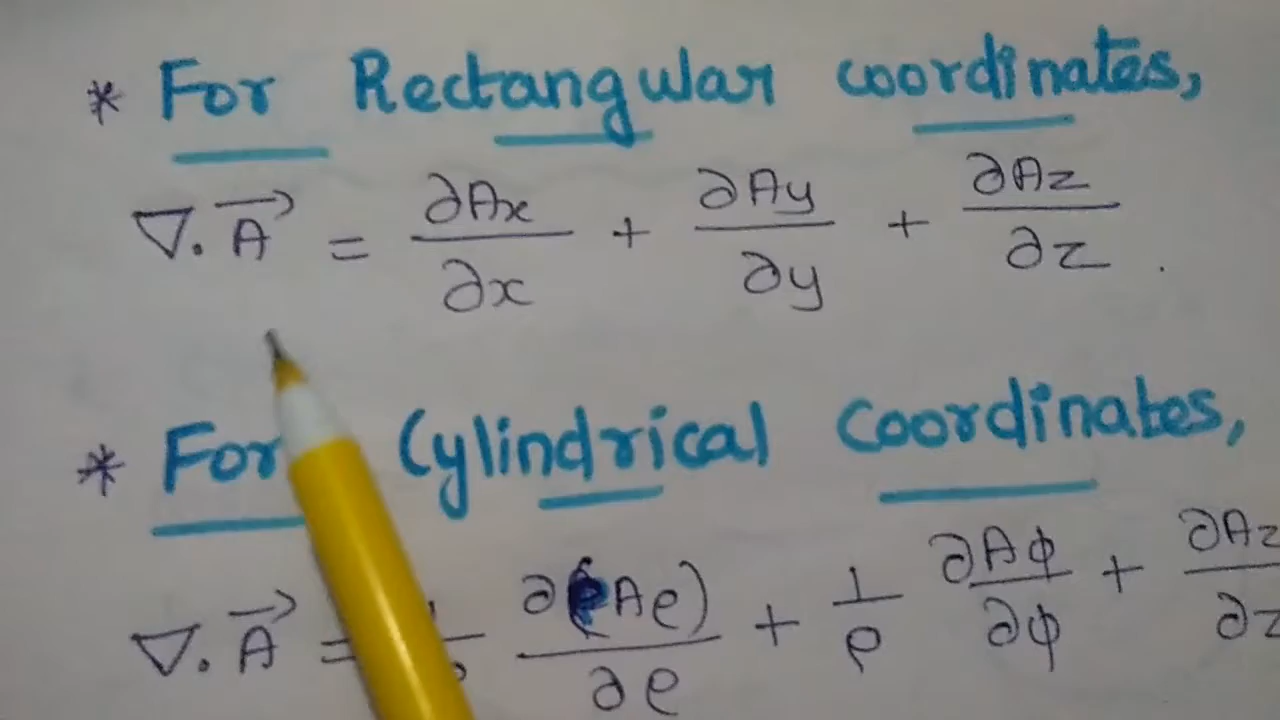 * For Rectangular coordinates,
∇. A⃗ = ∂Ax/∂x + ∂Ay/∂y + ∂Az/∂z .
* For Cylindrical Coordinates,
∇. A⃗ = ∂(ρAρ)/∂ρ + 1/ρ ∂Aϕ/∂ϕ + ∂Az/∂z